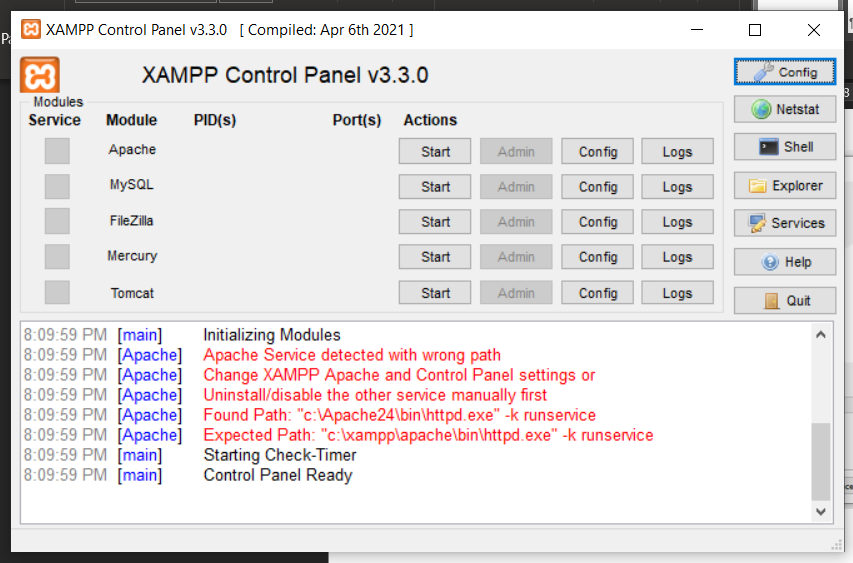 XAMPP Control Panel v3.3.0 [ Compiled: Apr 6th 2021 ]
XAMPP Control Panel v3.3.0
Config
Modules
Service Module PID(s) Port(s) Actions
Netstat
Apache Start Admin Config Logs
Shell
MySQL Start Admin Config Logs
Explorer
FileZilla Start Admin Config Logs
Services
Mercury Start Admin Config Logs
Help
Tomcat Start Admin Config Logs
Quit
8:09:59 PM [main] Initializing Modules
8:09:59 PM [Apache] Apache Service detected with wrong path
8:09:59 PM [Apache] Change XAMPP Apache and Control Panel settings or
8:09:59 PM [Apache] Uninstall/disable the other service manually first
8:09:59 PM [Apache] Found Path: "c:\Apache24\bin\httpd.exe" -k runservice
8:09:59 PM [Apache] Expected Path: "c:\xampp\apache\bin\httpd.exe" -k runservice
8:09:59 PM [main] Starting Check-Timer
8:09:59 PM [main] Control Panel Ready